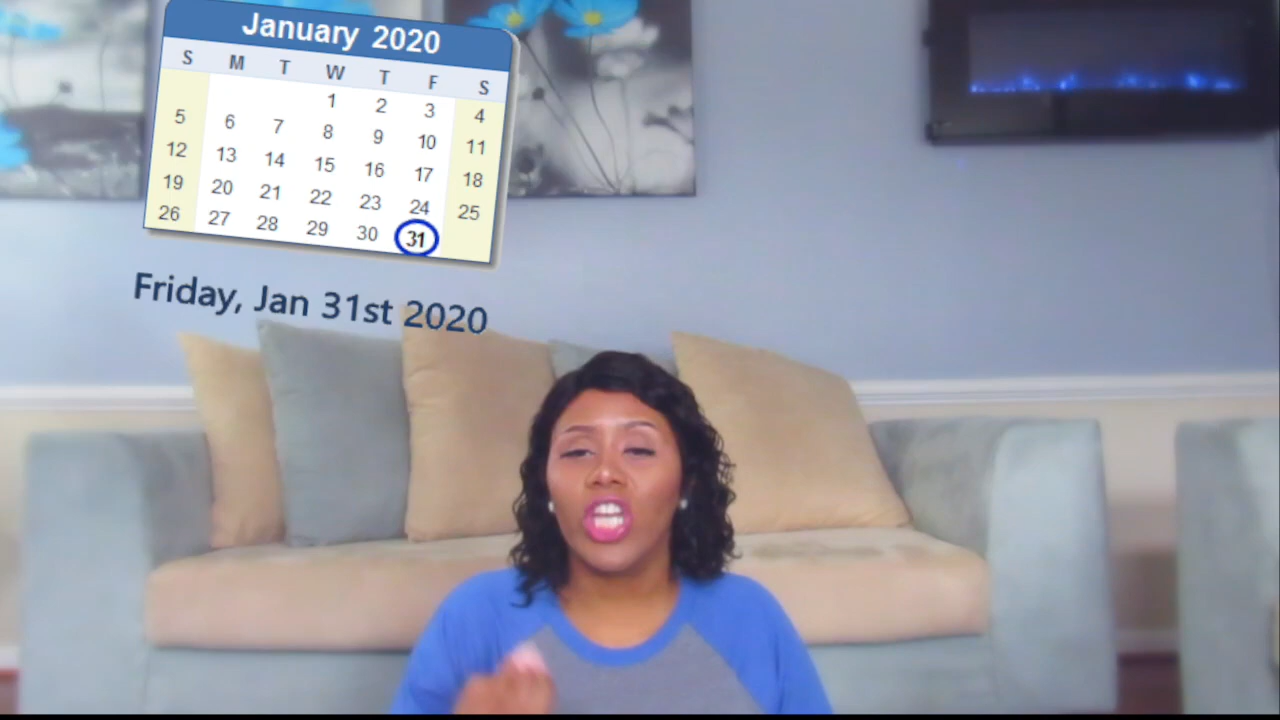 January 2020
S M T W T F S
1 2 3 4
5 6 7 8 9 10 11
12 13 14 15 16 17 18
19 20 21 22 23 24 25
26 27 28 29 30 31
Friday, Jan 31st 2020